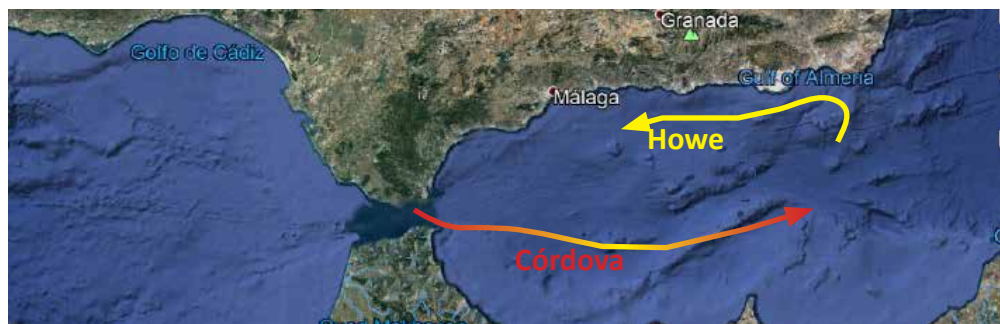 Granada
Golfo de Cádiz
Gulf of Almeria
Málaga
Howe
Córdova